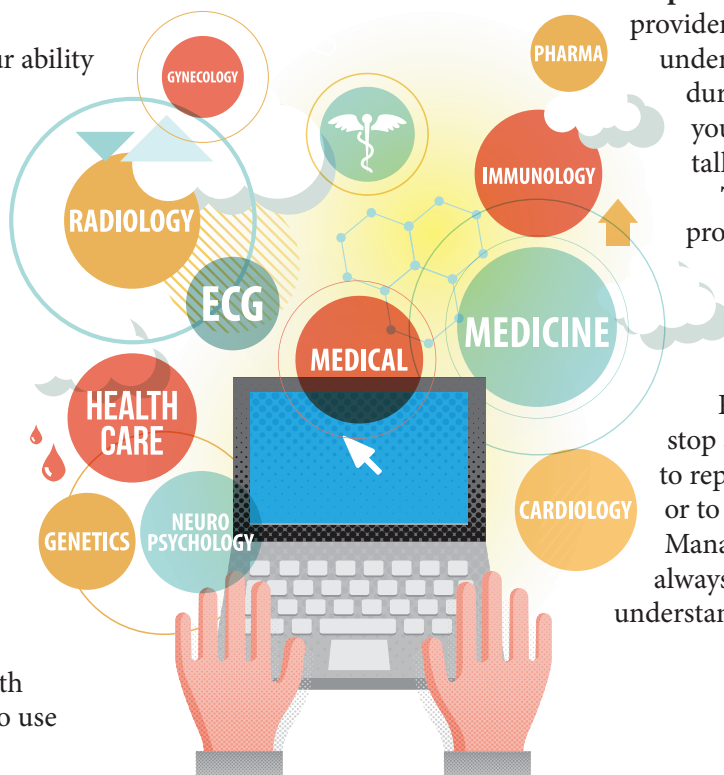 ur ability
GYNECOLOGY
PHARMA
provider
under
dur
you
tall
IMMUNOLOGY
RADIOLOGY
pro
ECG
MEDICINE
MEDICAL
HEALTH
CARE
stop
to rep
CARDIOLOGY
or to
GENETICS
NEURO
PSYCHOLOGY
Mana
always
understan
th
o use